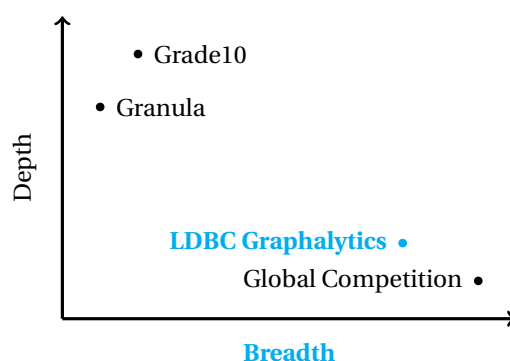 Grade10
Granula
Depth
LDBC Graphalytics
Global Competition
Breadth